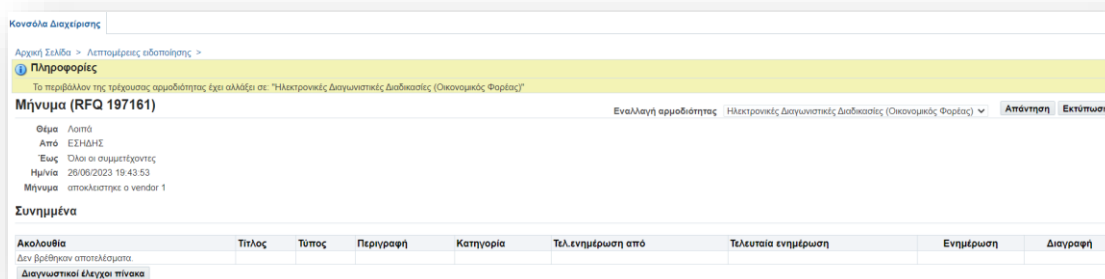 Κονσόλα Διαχείρισης
Αρχική Σελίδα > Λεπτομέρειες ειδοποίησης >
Πληροφορίες
Το περιβάλλον της τρέχουσας αρμοδιότητας έχει αλλάξει σε: "Ηλεκτρονικές Διαγωνιστικές Διαδικασίες (Οικονομικός Φορέας)"
Μήνυμα (RFQ 197161) Εναλλαγή αρμοδιότητας Ηλεκτρονικές Διαγωνιστικές Διαδικασίες (Οικονομικός Φορέας) Απάντηση Εκτύπωση
Θέμα Λοιπά
Από ΕΣΗΔΗΣ
Έως Όλοι οι συμμετέχοντες
Ημ/νία 26/06/2023 19:43:53
Μήνυμα αποκλειστηκε ο vendor 1
Συνημμένα
Ακολουθία Τίτλος Τύπος Περιγραφή Κατηγορία Τελ.ενημέρωση από Τελευταία ενημέρωση Ενημέρωση Διαγραφή
Δεν βρέθηκαν αποτελέσματα.
Διαγνωστικοί έλεγχοι πίνακα